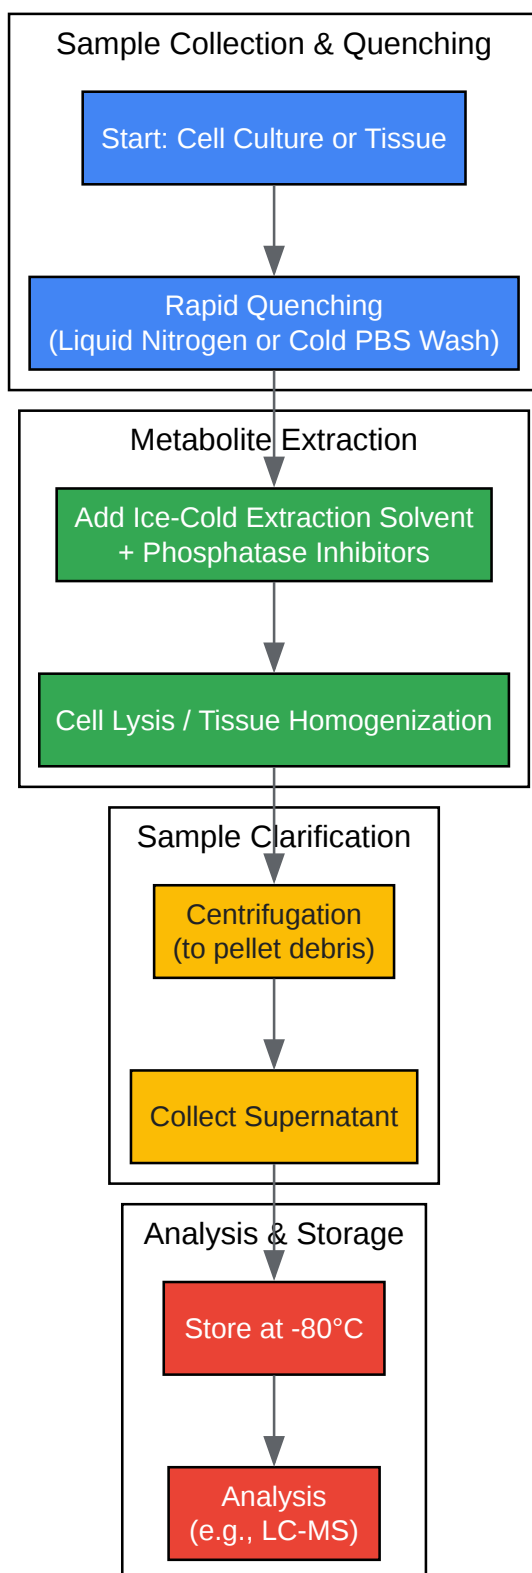 Sample Collection & Quenching
Start: Cell Culture or Tissue
Rapid Quenching
(Liquid Nitrogen or Cold PBS Wash)
Metabolite Extraction
Add Ice-Cold Extraction Solvent
+ Phosphatase Inhibitors
Cell Lysis / Tissue Homogenization
Sample Clarification
Centrifugation
(to pellet debris)
Collect Supernatant
Analysis & Storage
Store at -80°C
Analysis
(e.g., LC-MS)